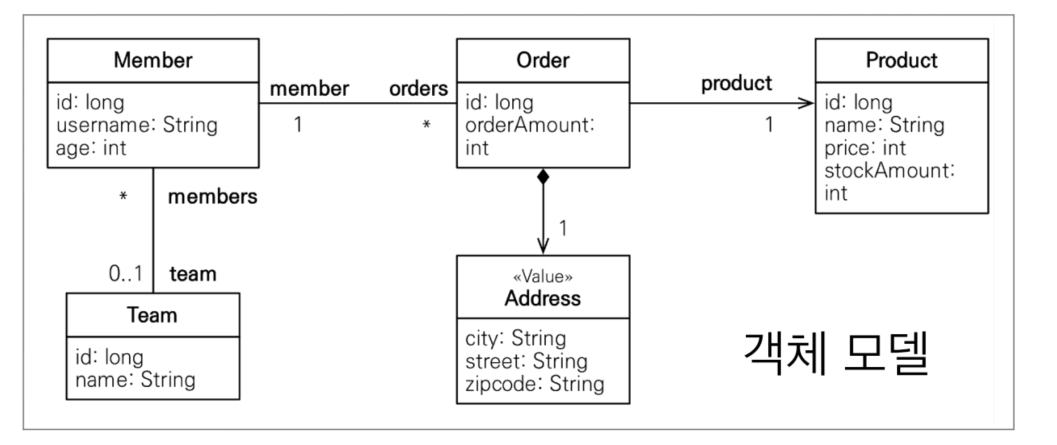 Member
id: long
username: String
age: int
member
1
orders
*
Order
id: long
orderAmount:
int
product
1
Product
id: long
name: String
price: int
stockAmount:
int
*
members
0..1
team
Team
id: long
name: String
1
«Value»
Address
city: String
street: String
zipcode: String
객체 모델